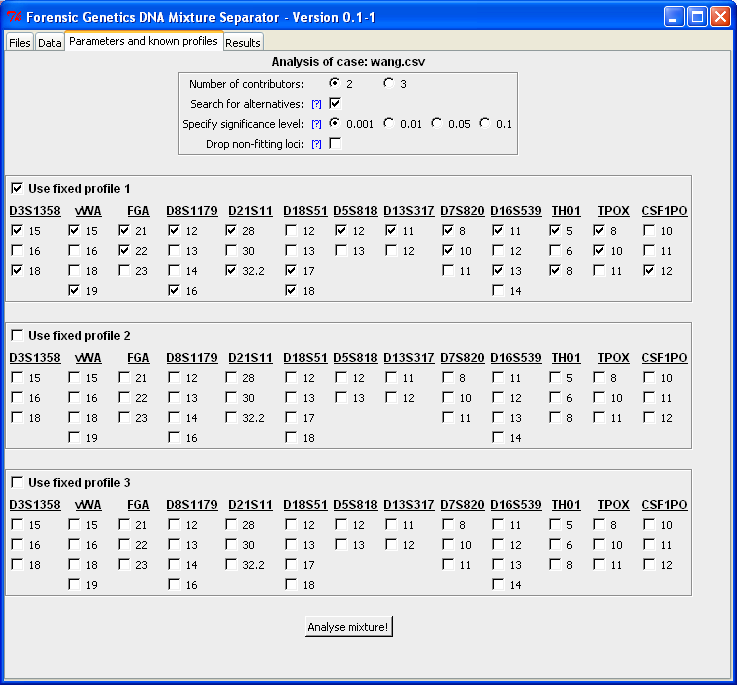 Forensic Genetics DNA Mixture Separator - Version 0.1-1
Files Data Parameters and known profiles Results
Analysis of case: wang.csv
Number of contributors: 2 3
Search for alternatives: [?]
Specify significance level: [?] 0.001 0.01 0.05 0.1
Drop non-fitting loci: [?]
Use fixed profile 1
D3S1358 vWA FGA D8S1179 D21S11 D18S51 D5S818 D13S317 D7S820 D16S539 TH01 TPOX CSF1PO
15 15 21 12 28 12 12 11 8 11 5 8 10
16 16 22 13 30 13 13 12 10 12 6 10 11
18 18 23 14 32.2 17 11 13 8 11 12
19 16 18 14
Use fixed profile 2
D3S1358 vWA FGA D8S1179 D21S11 D18S51 D5S818 D13S317 D7S820 D16S539 TH01 TPOX CSF1PO
15 15 21 12 28 12 12 11 8 11 5 8 10
16 16 22 13 30 13 13 12 10 12 6 10 11
18 18 23 14 32.2 17 11 13 8 11 12
19 16 18 14
Use fixed profile 3
D3S1358 vWA FGA D8S1179 D21S11 D18S51 D5S818 D13S317 D7S820 D16S539 TH01 TPOX CSF1PO
15 15 21 12 28 12 12 11 8 11 5 8 10
16 16 22 13 30 13 13 12 10 12 6 10 11
18 18 23 14 32.2 17 11 13 8 11 12
19 16 18 14
Analyse mixture!